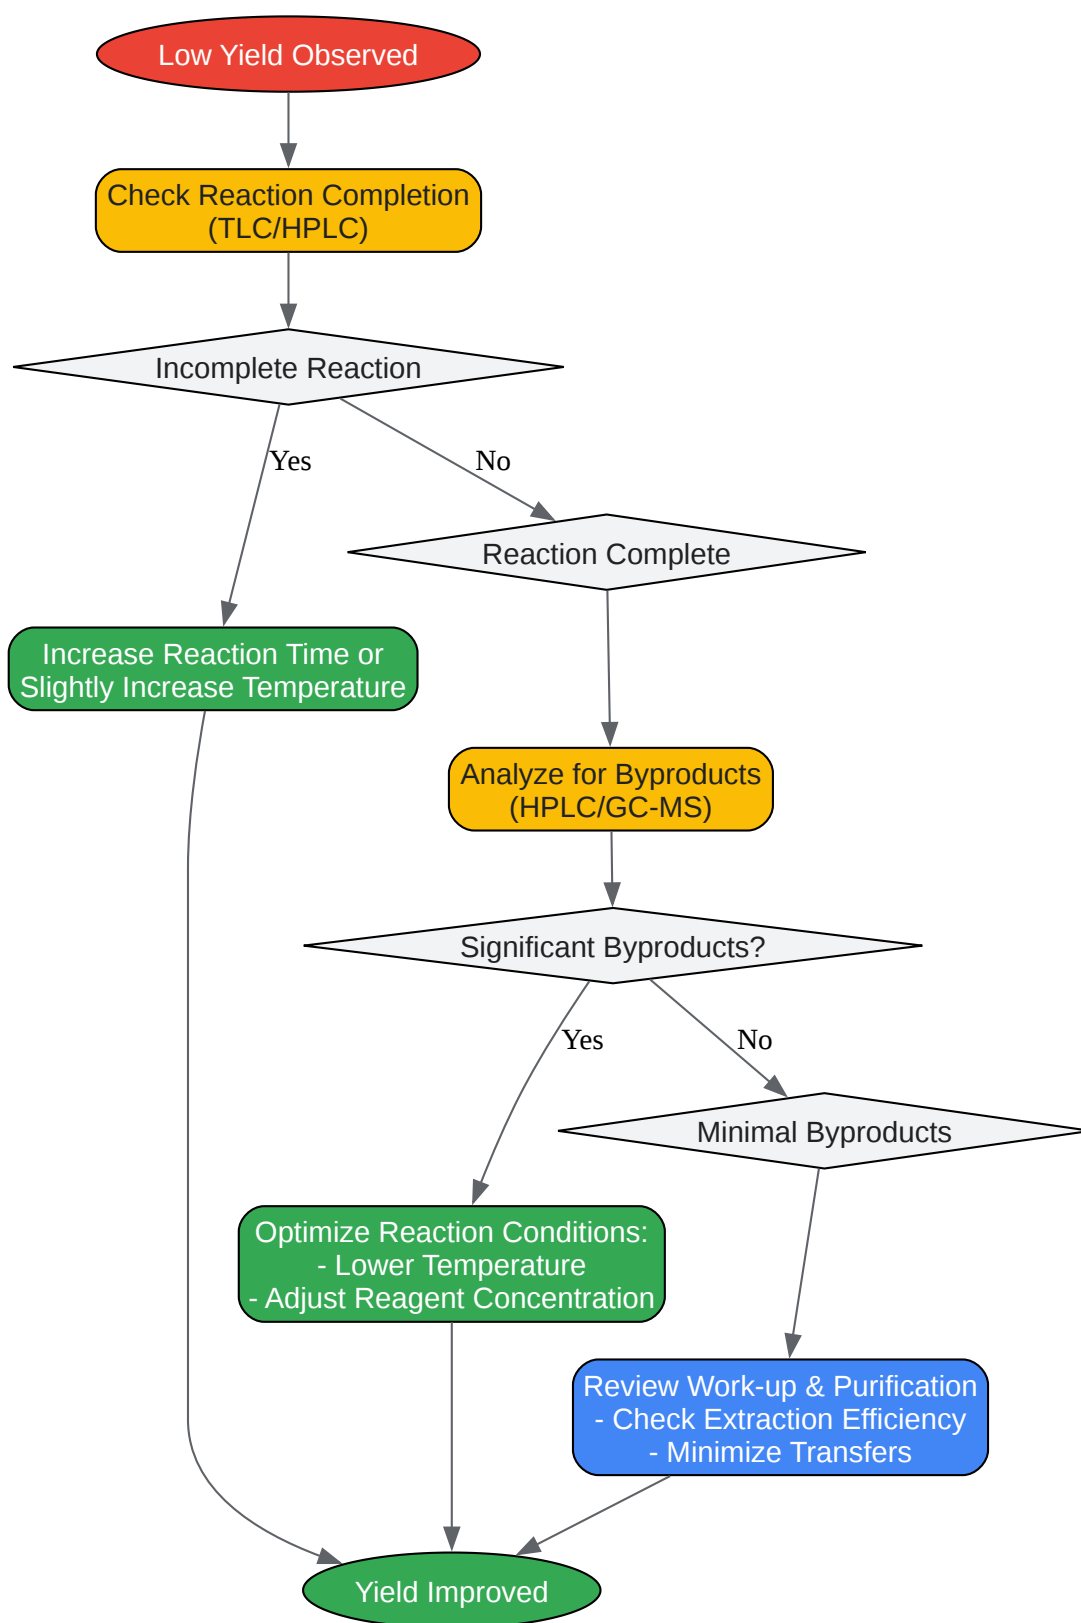 Low Yield Observed
Check Reaction Completion
(TLC/HPLC)
Incomplete Reaction
Yes
No
Reaction Complete
Increase Reaction Time or
Slightly Increase Temperature
Analyze for Byproducts
(HPLC/GC-MS)
Significant Byproducts?
Yes
No
Minimal Byproducts
Optimize Reaction Conditions:
- Lower Temperature
- Adjust Reagent Concentration
Review Work-up & Purification
- Check Extraction Efficiency
- Minimize Transfers
Yield Improved